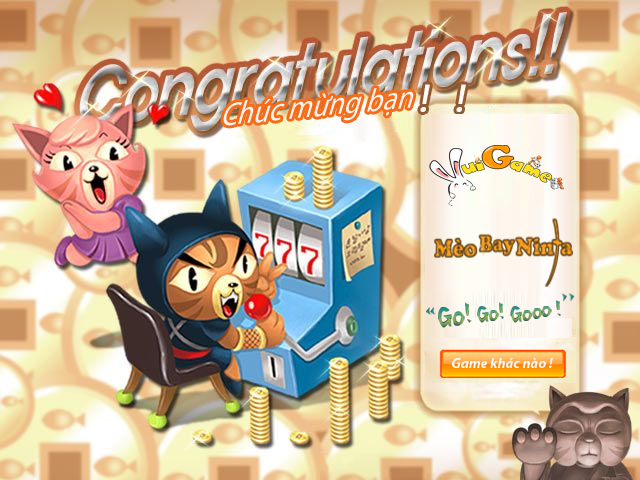 Congratulations!!
Chúc mừng bạn! !
VuiGame
Mèo Bay Ninja
777
“Go! Go! Gooo!”
Game khác nào!